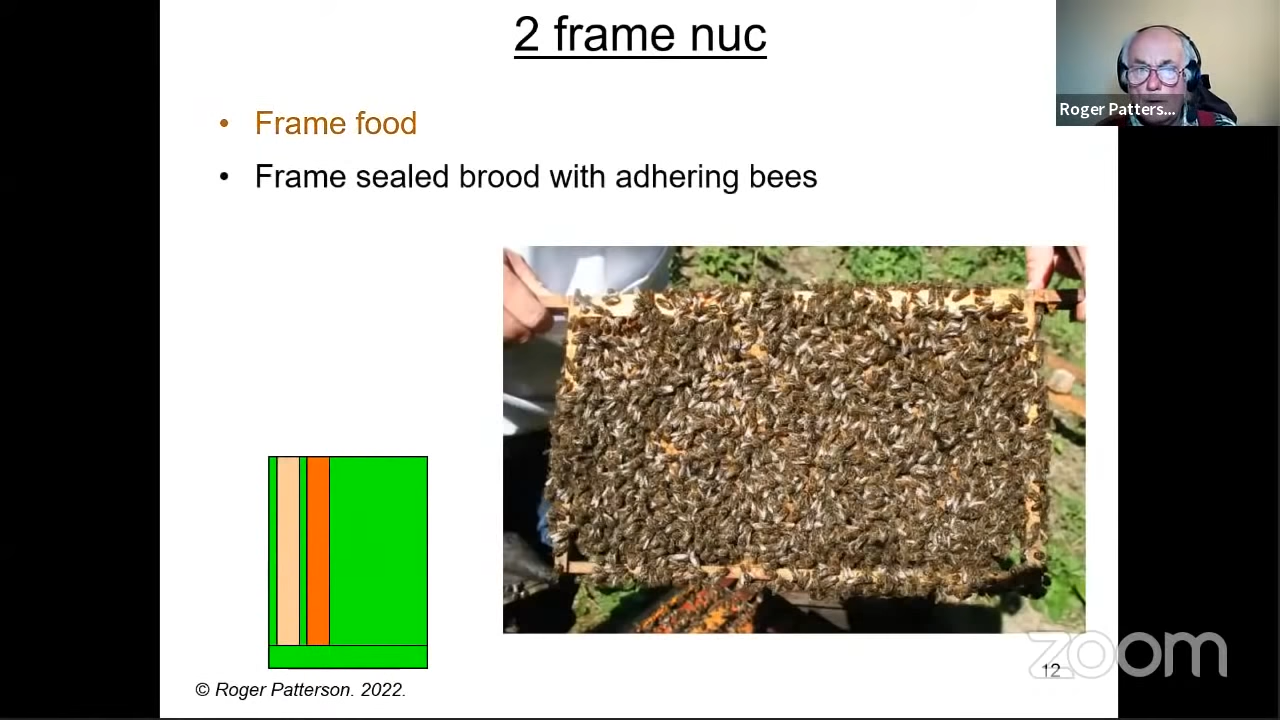 2 frame nuc
Roger Patters...
• Frame food
• Frame sealed brood with adhering bees
12
zoom
© Roger Patterson. 2022.